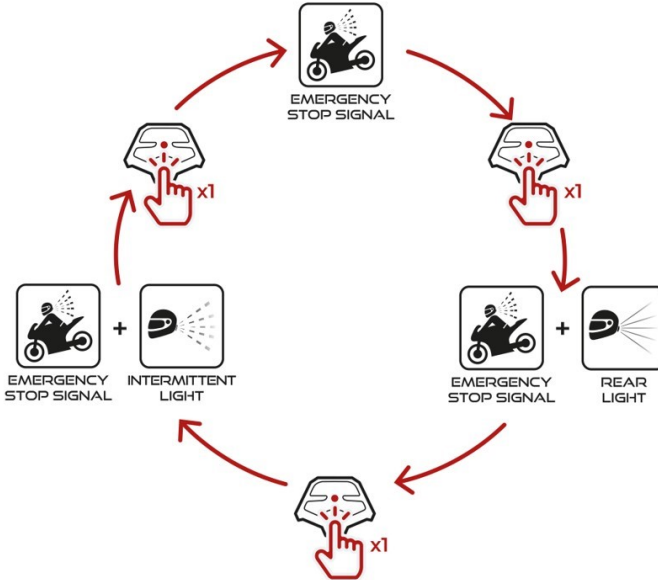 EMERGENCY
STOP SIGNAL
x1
x1
+
+
EMERGENCY
STOP SIGNAL
INTERMITTENT
LIGHT
EMERGENCY
STOP SIGNAL
REAR
LIGHT
x1